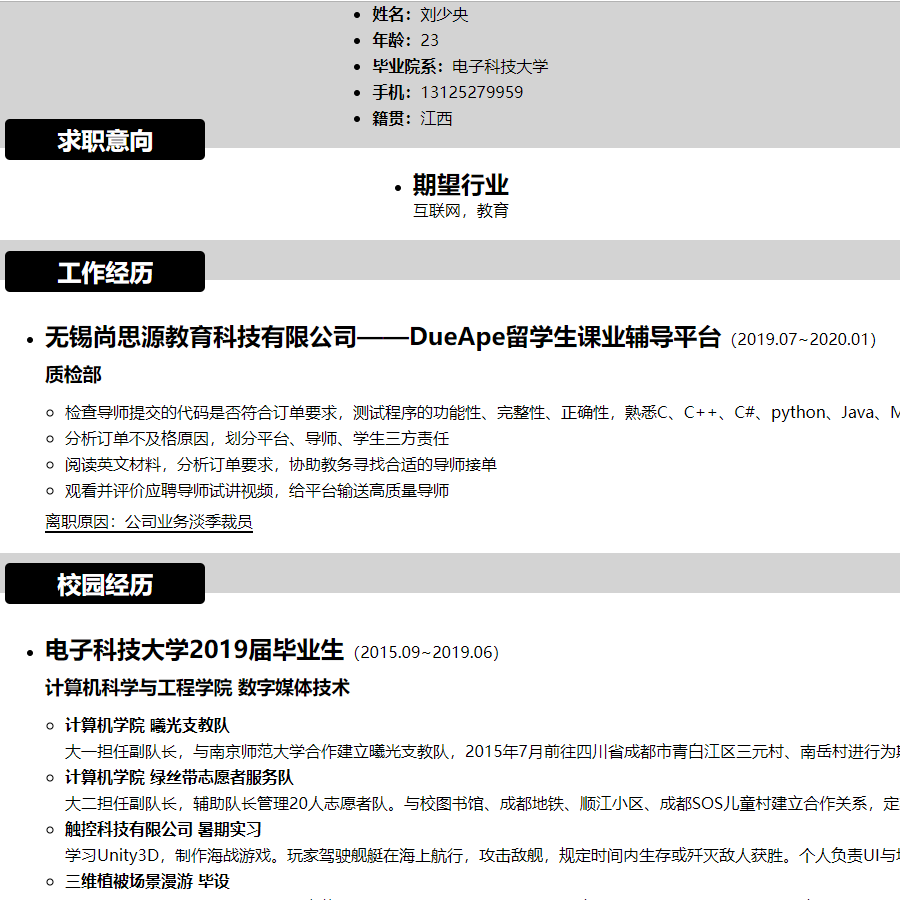 姓名：刘少央
年龄：23
毕业院系：电子科技大学
手机：13125279959
籍贯：江西
求职意向
期望行业
互联网，教育
工作经历
无锡尚思源教育科技有限公司——DueApe留学生课业辅导平台（2019.07~2020.01）
质检部
检查导师提交的代码是否符合订单要求，测试程序的功能性、完整性、正确性，熟悉C、C++、C#、python、Java、
分析订单不及格原因，划分平台、导师、学生三方责任
阅读英文材料，分析订单要求，协助教务寻找合适的导师接单
观看并评价应聘导师试讲视频，给平台输送高质量导师
离职原因：公司业务淡季裁员
校园经历
电子科技大学2019届毕业生（2015.09~2019.06）
计算机科学与工程学院 数字媒体技术
计算机学院 曦光支教队
大一担任副队长，与南京师范大学合作建立曦光支教队，2015年7月前往四川省成都市青白江区三元村、南岳村进行为
计算机学院 绿丝带志愿者服务队
大二担任副队长，辅助队长管理20人志愿者队。与校图书馆、成都地铁、顺江小区、成都SOS儿童村建立合作关系，定
触控科技有限公司 暑期实习
学习Unity3D，制作海战游戏。玩家驾驶舰艇在海上航行，攻击敌舰，规定时间内生存或歼灭敌人获胜。个人负责UI与
三维植被场景漫游 毕设